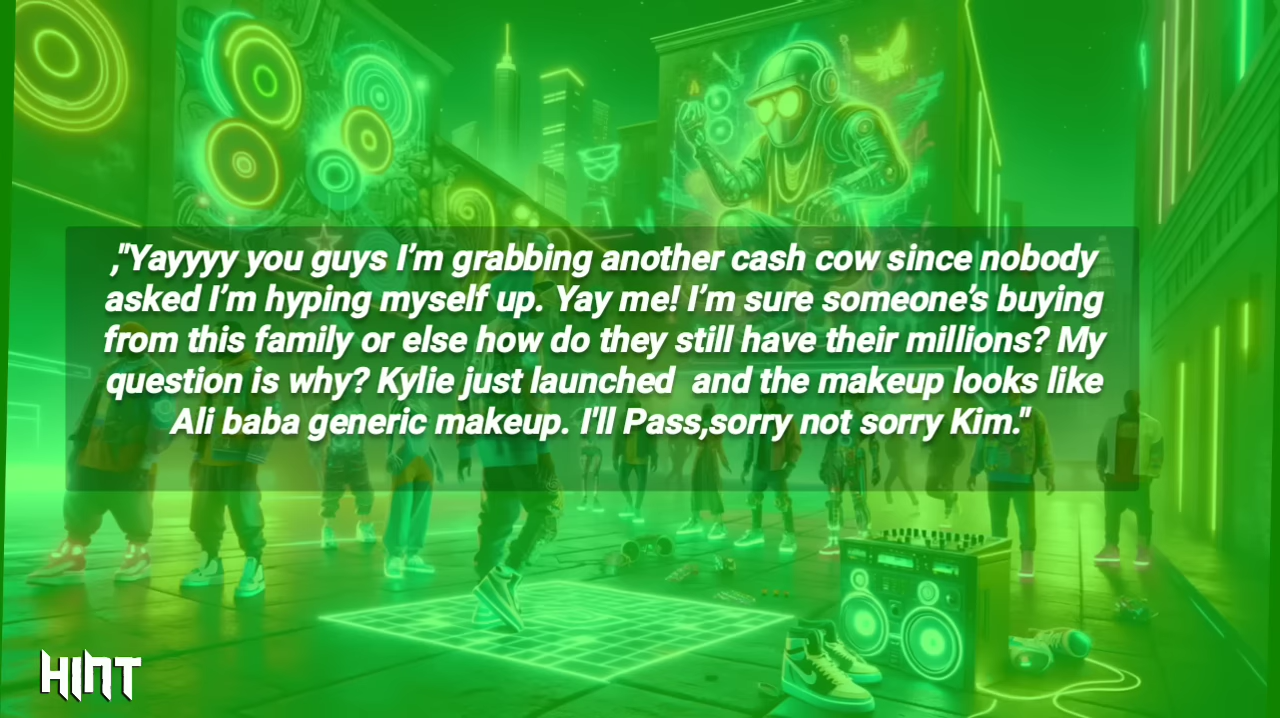 ,"Yayyyy you guys I’m grabbing another cash cow since nobody
asked I’m hyping myself up. Yay me! I’m sure someone’s buying
from this family or else how do they still have their millions? My
question is why? Kylie just launched  and the makeup looks like
Ali baba generic makeup. I'll Pass,sorry not sorry Kim."
HINT